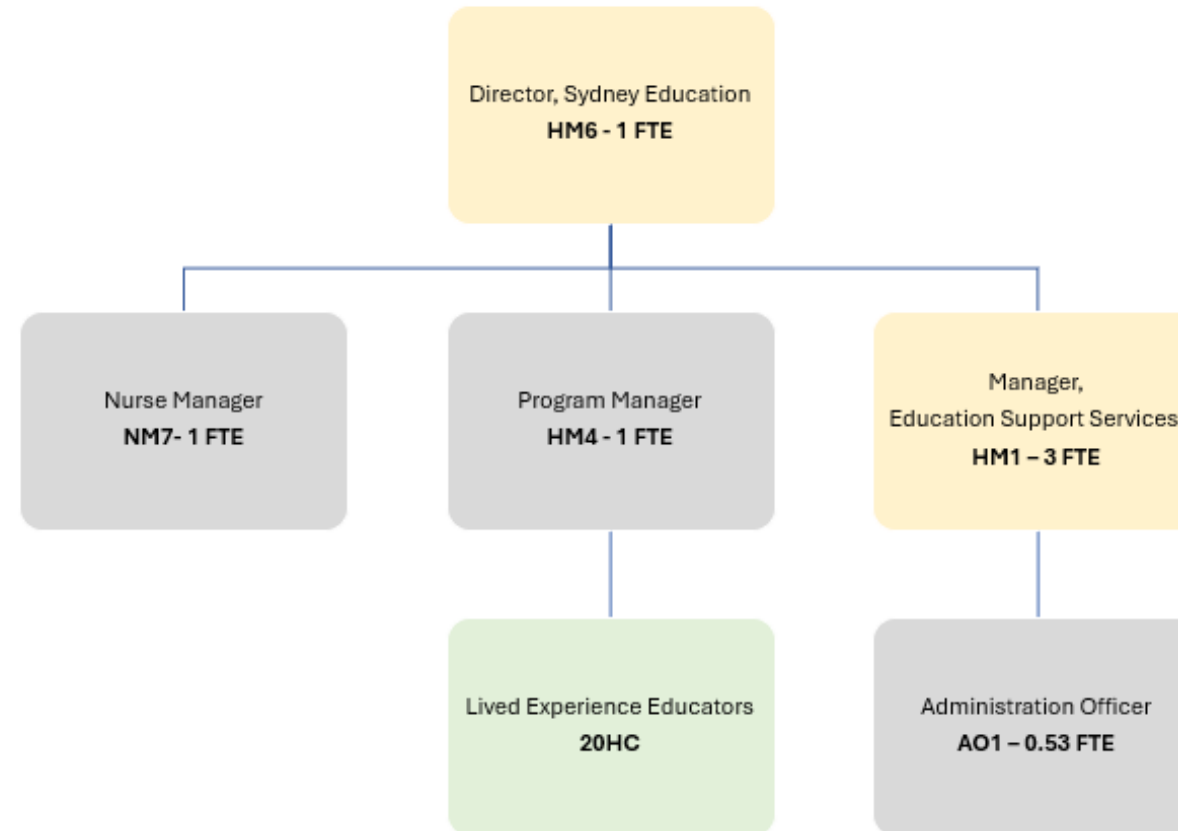 Director, Sydney Education
HM6 - 1 FTE
Nurse Manager
NM7- 1 FTE
Program Manager
HM4 - 1 FTE
Manager,
Education Support Services
HM1 – 3 FTE
Lived Experience Educators
20HC
Administration Officer
AO1 – 0.53 FTE